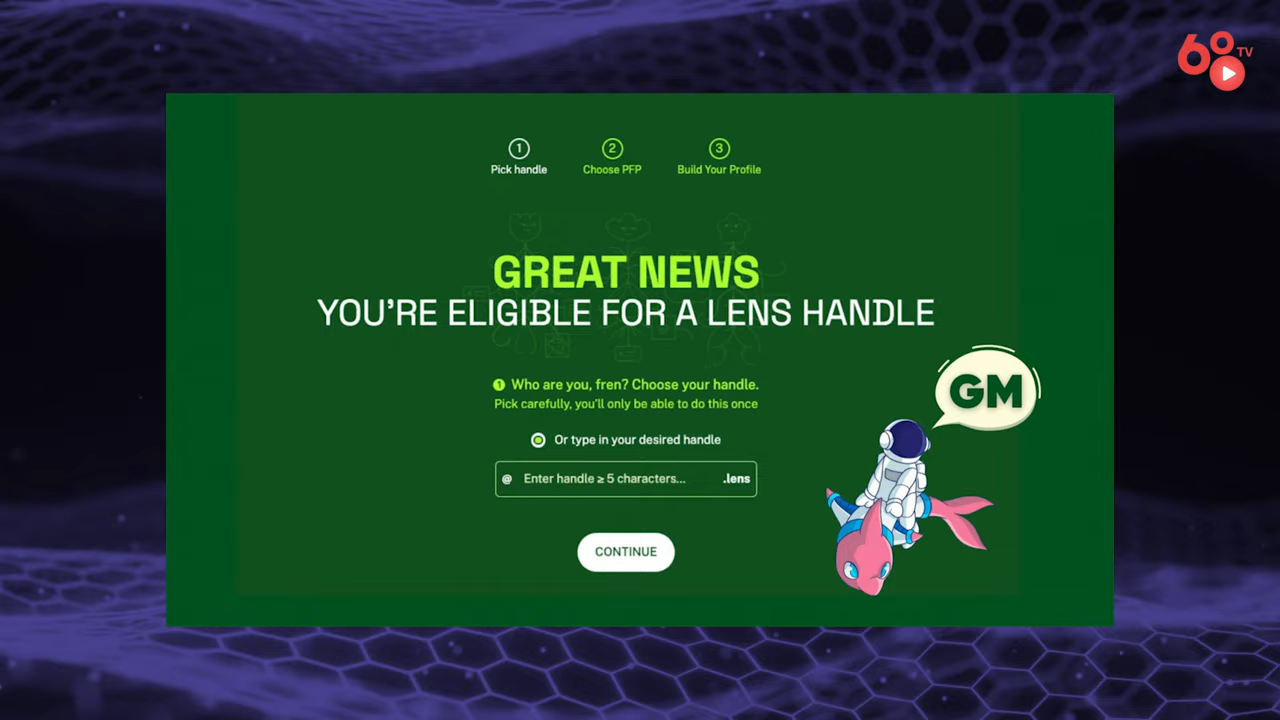 68 TV
1 2 3
Pick handle Choose PFP Build Your Profile
GREAT NEWS
YOU'RE ELIGIBLE FOR A LENS HANDLE
1 Who are you, fren? Choose your handle.
Pick carefully, you'll only be able to do this once
Or type in your desired handle
@ Enter handle ≥ 5 characters... .lens
CONTINUE
GM